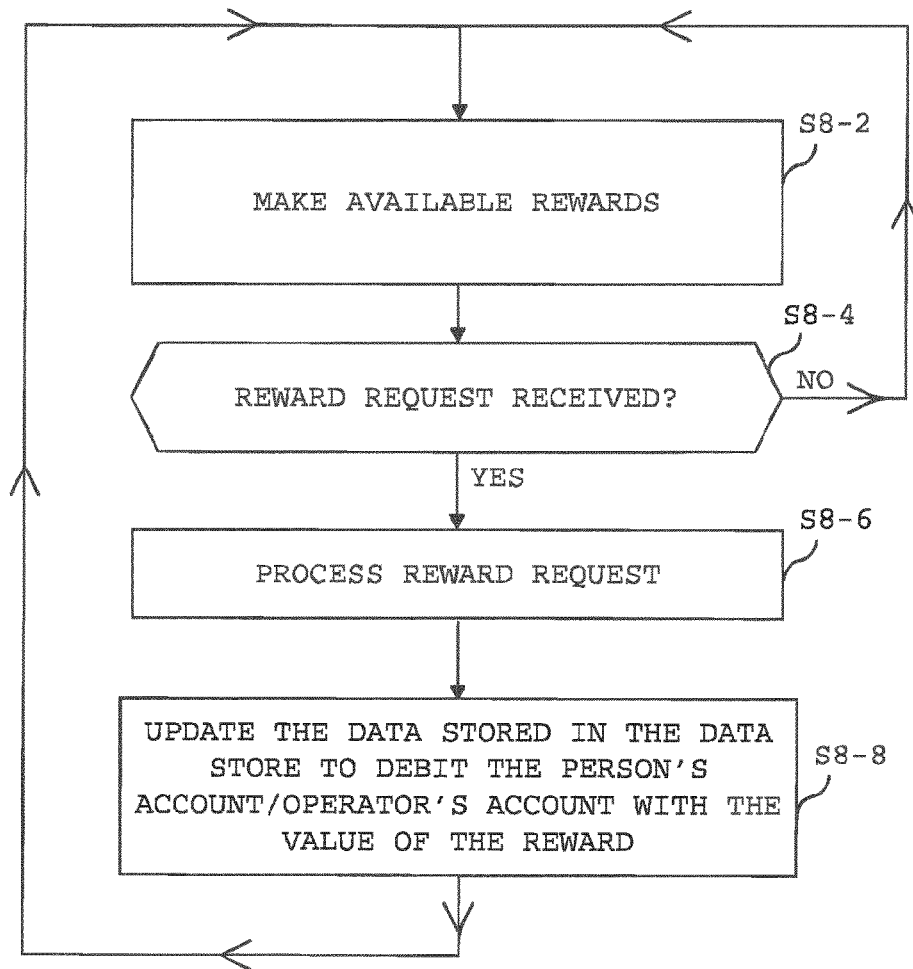 S8-2
MAKE AVAILABLE REWARDS
S8-4
REWARD REQUEST RECEIVED?
NO
YES
S8-6
PROCESS REWARD REQUEST
UPDATE THE DATA STORED IN THE DATA
STORE TO DEBIT THE PERSON'S
ACCOUNT/OPERATOR'S ACCOUNT WITH THE
VALUE OF THE REWARD
S8-8